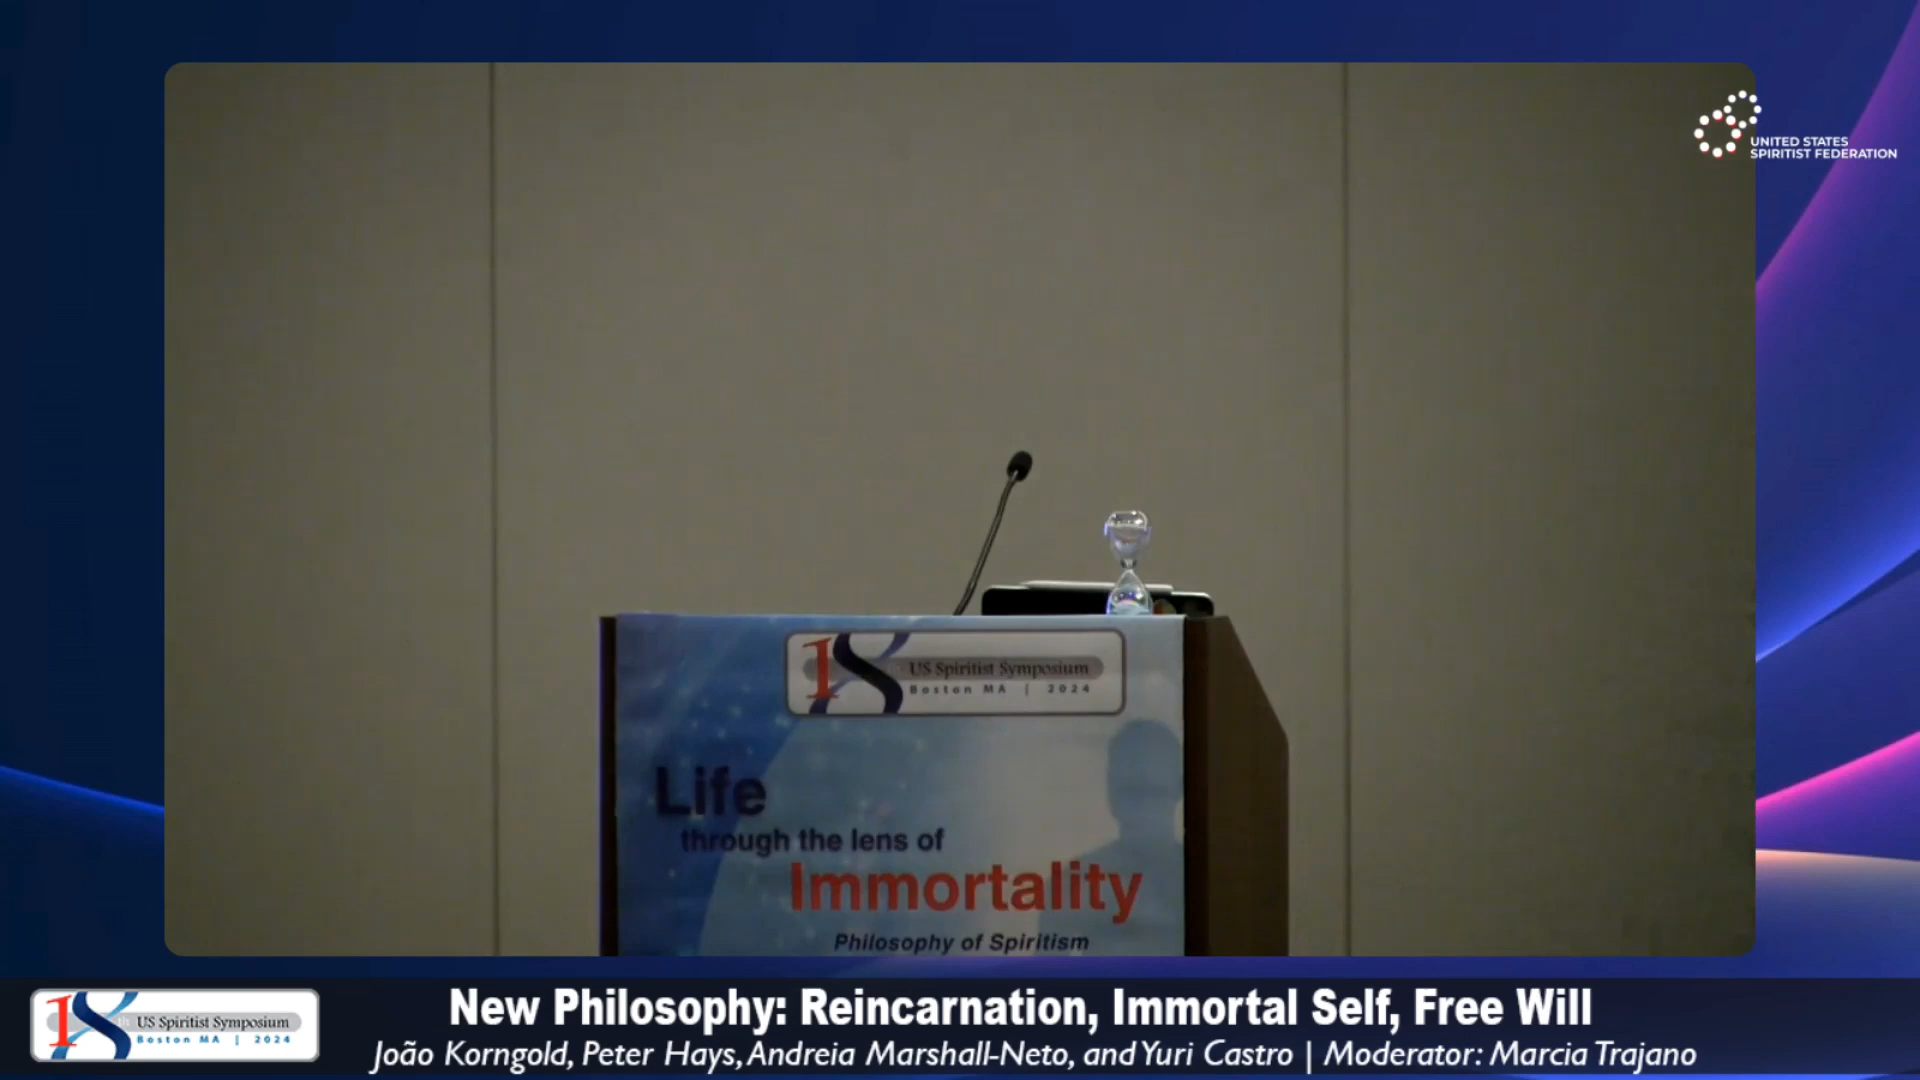 UNITED STATES
SPIRITIST FEDERATION
18th US Spiritist Symposium
Boston MA | 2024
Life
through the lens of
Immortality
Philosophy of Spiritism
18th US Spiritist Symposium
Boston MA | 2024
New Philosophy: Reincarnation, Immortal Self, Free Will
João Korngold, Peter Hays, Andreia Marshall-Neto, and Yuri Castro | Moderator: Marcia Trajano